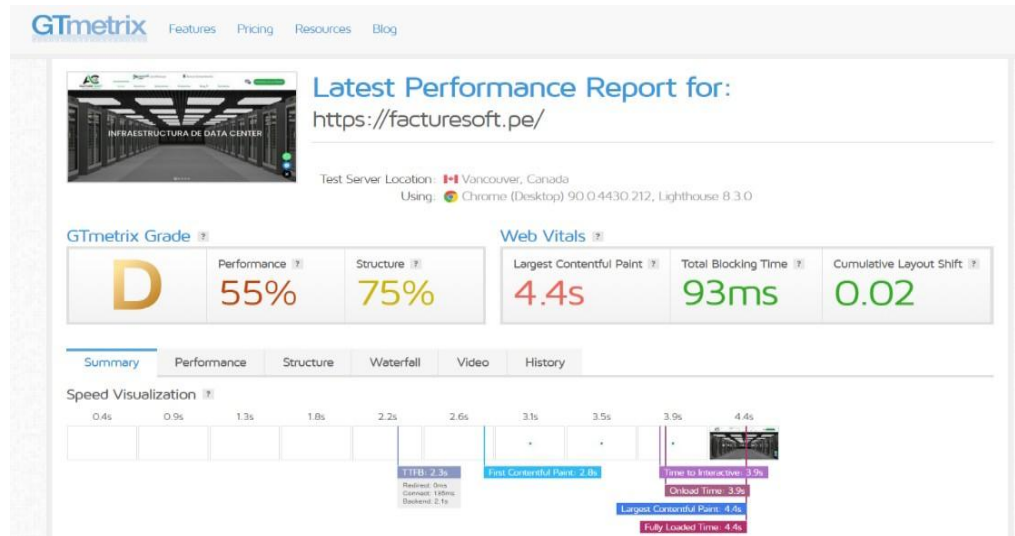 GTmetrix Features Pricing Resources Blog
Latest Performance Report for:
https://facturesoft.pe/
INFRAESTRUCTURA DE DATA CENTER
Test Server Location: Vancouver, Canada
Using: Chrome (Desktop) 90.0.4430.212, Lighthouse 8.3.0
GTmetrix Grade ?
Web Vitals ?
D
Performance ?
55%
Structure ?
75%
Largest Contentful Paint ?
4.4s
Total Blocking Time ?
93ms
Cumulative Layout Shift ?
0.02
Summary Performance Structure Waterfall Video History
Speed Visualization ?
0.4s 0.9s 1.3s 1.8s 2.2s 2.6s 3.1s 3.5s 3.9s 4.4s
TTFB: 2.3s
Redirect: 0ms
Backend: 2.1s
First Contentful Paint: 2.8s
Time to Interactive: 3.9s
Onload Time: 3.9s
Largest Contentful Paint: 4.4s
Fully Loaded Time: 4.4s